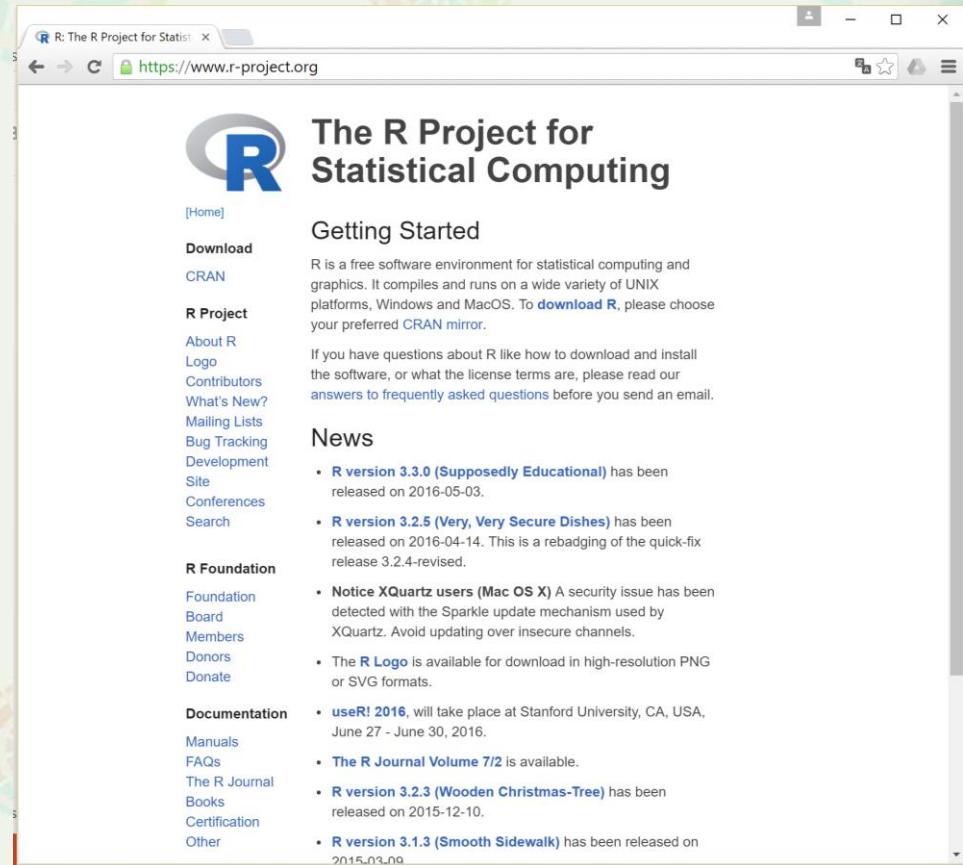 R: The R Project for Statist
https://www.r-project.org
R
The R Project for
Statistical Computing
[Home]
Download
CRAN
R Project
About R
Logo
Contributors
What's New?
Mailing Lists
Bug Tracking
Development
Site
Conferences
Search
R Foundation
Foundation
Board
Members
Donors
Donate
Documentation
Manuals
FAQs
The R Journal
Books
Certification
Other
Getting Started
R is a free software environment for statistical computing and
graphics. It compiles and runs on a wide variety of UNIX
platforms, Windows and MacOS. To download R, please choose
your preferred CRAN mirror.
If you have questions about R like how to download and install
the software, or what the license terms are, please read our
answers to frequently asked questions before you send an email.
News
• R version 3.3.0 (Supposedly Educational) has been
released on 2016-05-03.
• R version 3.2.5 (Very, Very Secure Dishes) has been
released on 2016-04-14. This is a rebadging of the quick-fix
release 3.2.4-revised.
• Notice XQuartz users (Mac OS X) A security issue has been
detected with the Sparkle update mechanism used by
XQuartz. Avoid updating over insecure channels.
• The R Logo is available for download in high-resolution PNG
or SVG formats.
• useR! 2016, will take place at Stanford University, CA, USA,
June 27 - June 30, 2016.
• The R Journal Volume 7/2 is available.
• R version 3.2.3 (Wooden Christmas-Tree) has been
released on 2015-12-10.
• R version 3.1.3 (Smooth Sidewalk) has been released on
2015-03-09